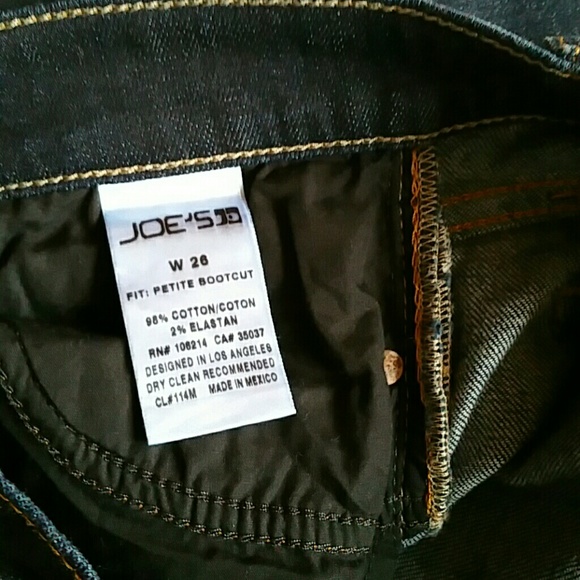 JOE'S
W 26
FIT: PETITE BOOTCUT
98% COTTON/COTON
2% ELASTAN
RN# 106214 CA# 35037
DESIGNED IN LOS ANGELES
DRY CLEAN RECOMMENDED
CL#114M MADE IN MEXICO